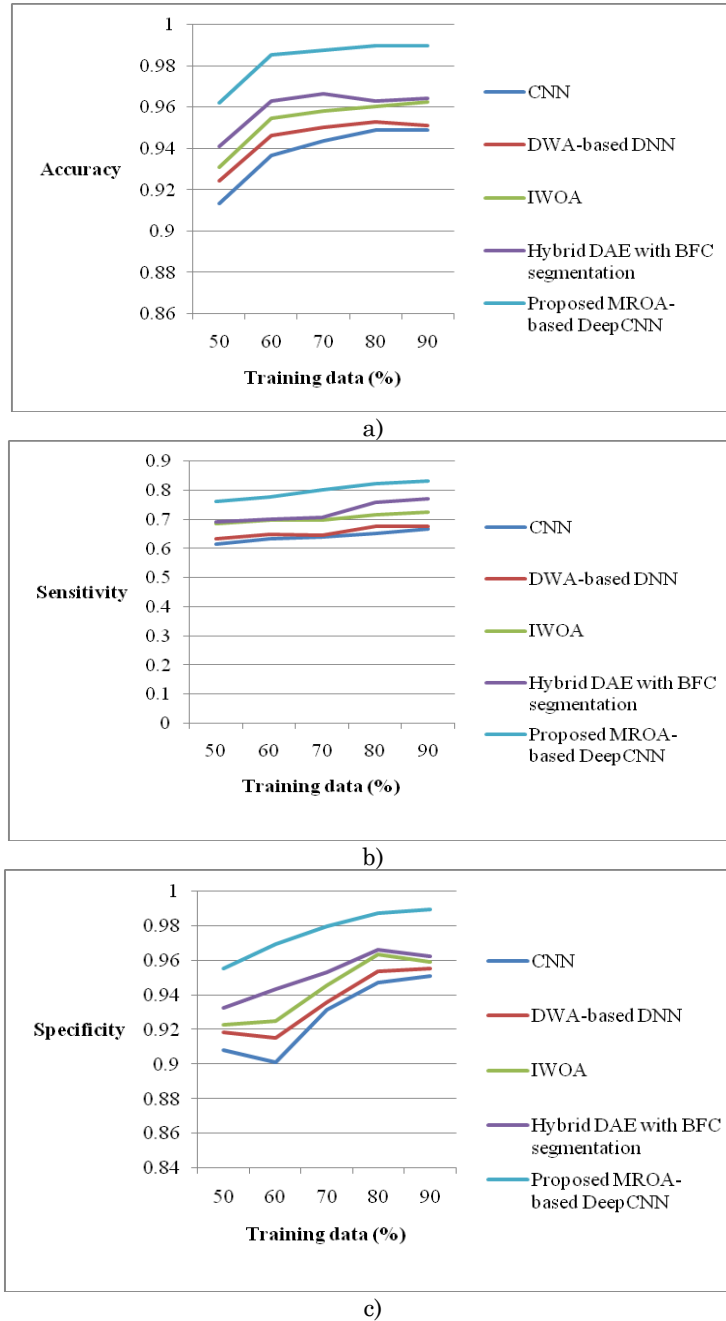 1
0.98
0.96
0.94
0.92
0.9
0.88
0.86
Accuracy
50 60 70 80 90
Training data (%)
CNN
DWA-based DNN
IWOA
Hybrid DAE with BFC
segmentation
Proposed MROA-
based DeepCNN
a)
0.9
0.8
0.7
0.6
0.5
0.4
0.3
0.2
0.1
0
Sensitivity
50 60 70 80 90
Training data (%)
CNN
DWA-based DNN
IWOA
Hybrid DAE with BFC
segmentation
Proposed MROA-
based DeepCNN
b)
1
0.98
0.96
0.94
0.92
0.9
0.88
0.86
0.84
Specificity
50 60 70 80 90
Training data (%)
CNN
DWA-based DNN
IWOA
Hybrid DAE with BFC
segmentation
Proposed MROA-
based DeepCNN
c)